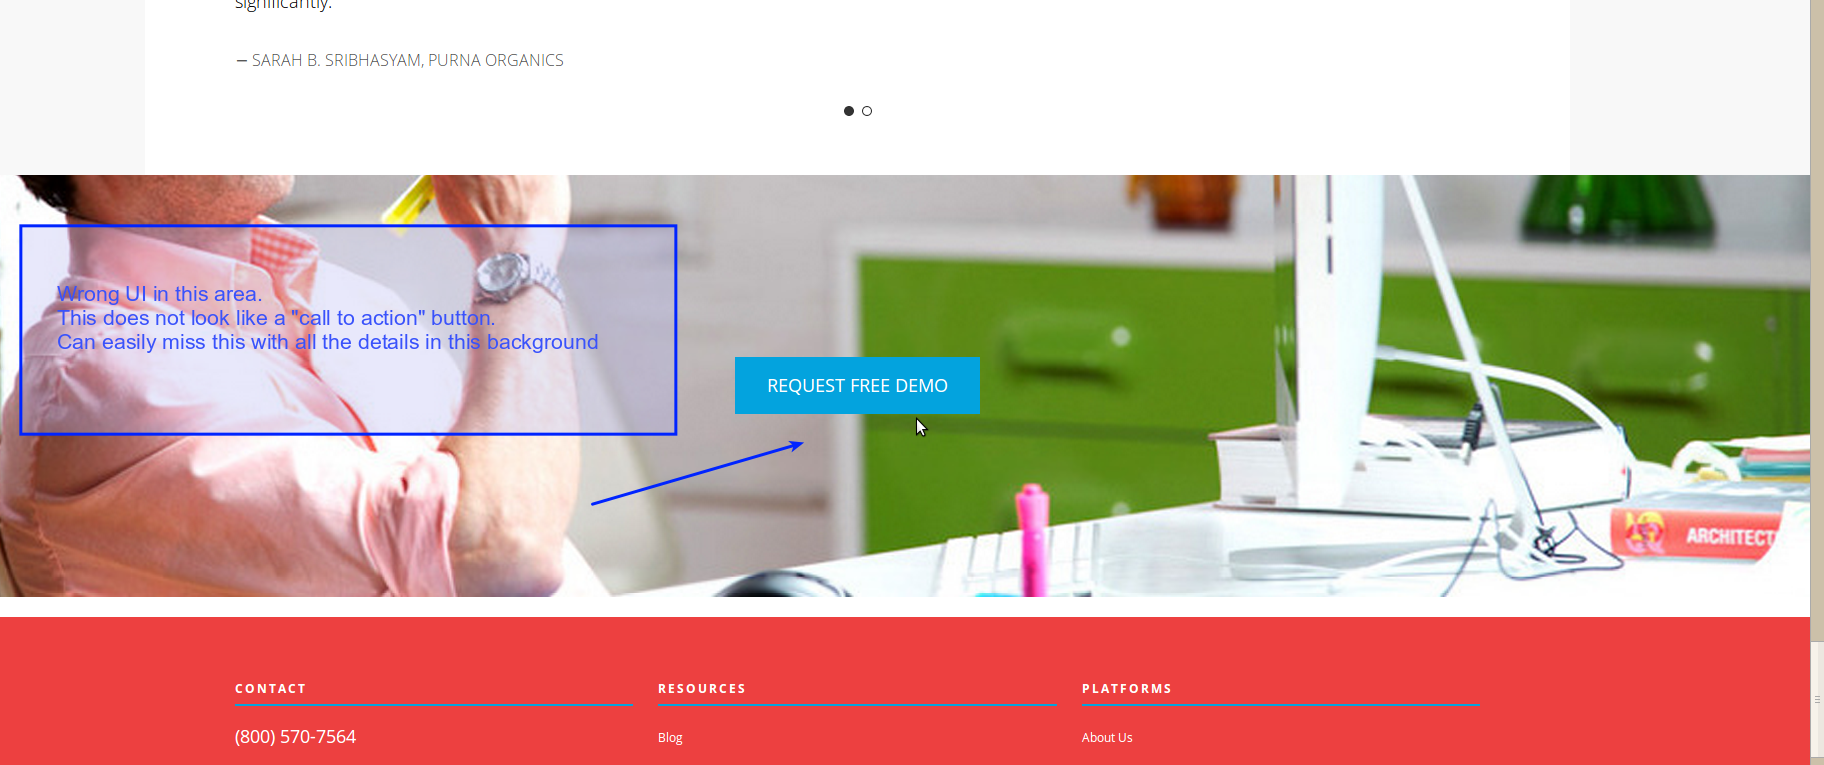 significantly.
– SARAH B. SRIBHASYAM, PURNA ORGANICS
Wrong UI in this area.
This does not look like a "call to action" button.
Can easily miss this with all the details in this background
REQUEST FREE DEMO
ARCHITECT
CONTACT
RESOURCES
PLATFORMS
(800) 570-7564
Blog
About Us